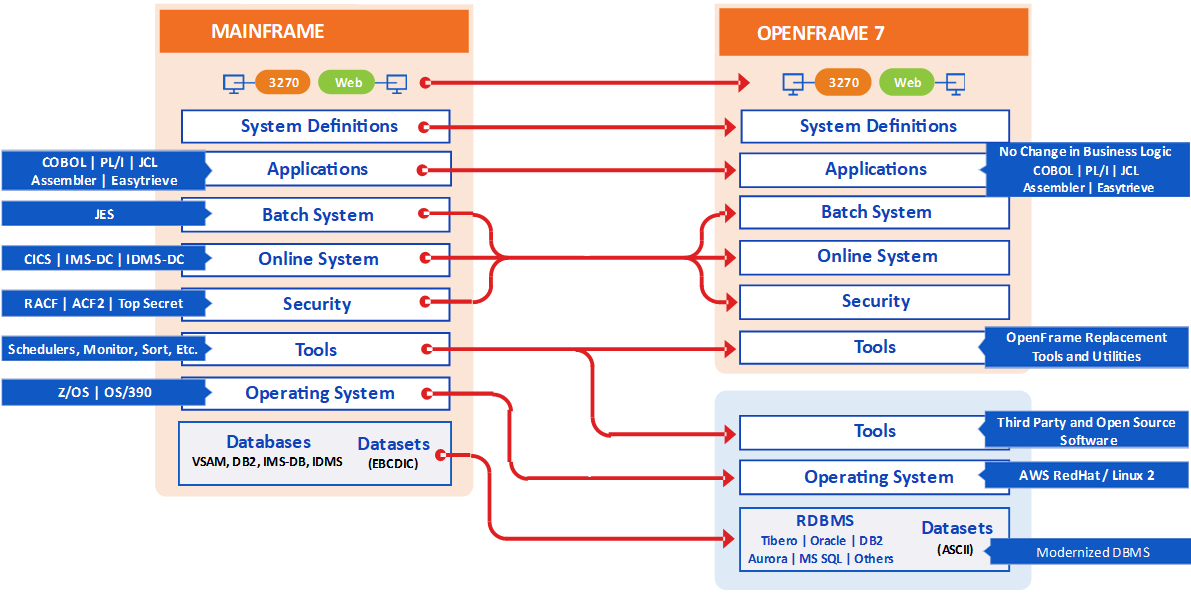 MAINFRAME
3270
Web
System Definitions
COBOL | PL/I | JCL
Assembler | Easytrieve
Applications
JES
Batch System
CICS | IMS-DC | IDMS-DC
Online System
RACF | ACF2 | Top Secret
Security
Schedulers, Monitor, Sort, Etc.
Tools
Z/OS | OS/390
Operating System
Databases
VSAM, DB2, IMS-DB, IDMS
Datasets
(EBCDIC)
OPENFRAME 7
3270
Web
System Definitions
Applications
No Change in Business Logic
COBOL | PL/I | JCL
Assembler | Easytrieve
Batch System
Online System
Security
Tools
OpenFrame Replacement
Tools and Utilities
Tools
Third Party and Open Source
Software
Operating System
AWS RedHat / Linux 2
RDBMS
Tibero | Oracle | DB2
Aurora | MS SQL | Others
Datasets
(ASCII)
Modernized DBMS